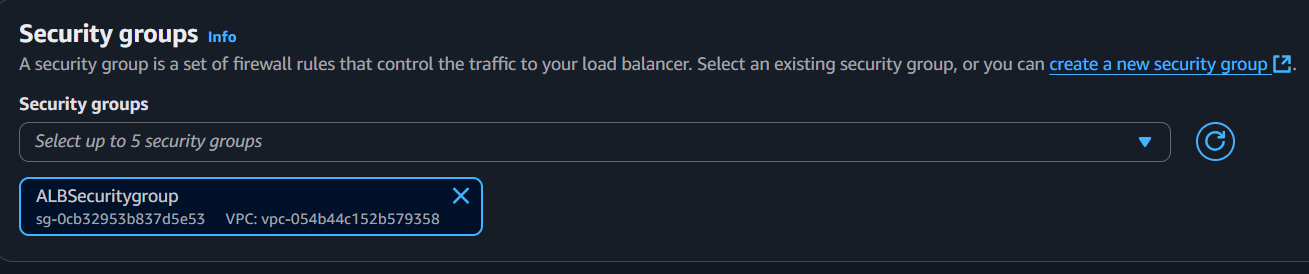 Security groups Info
A security group is a set of firewall rules that control the traffic to your load balancer. Select an existing security group, or you can create a new security group.
Security groups
Select up to 5 security groups
ALBSecuritygroup
sg-0cb32953b837d5e53 VPC: vpc-054b44c152b579358